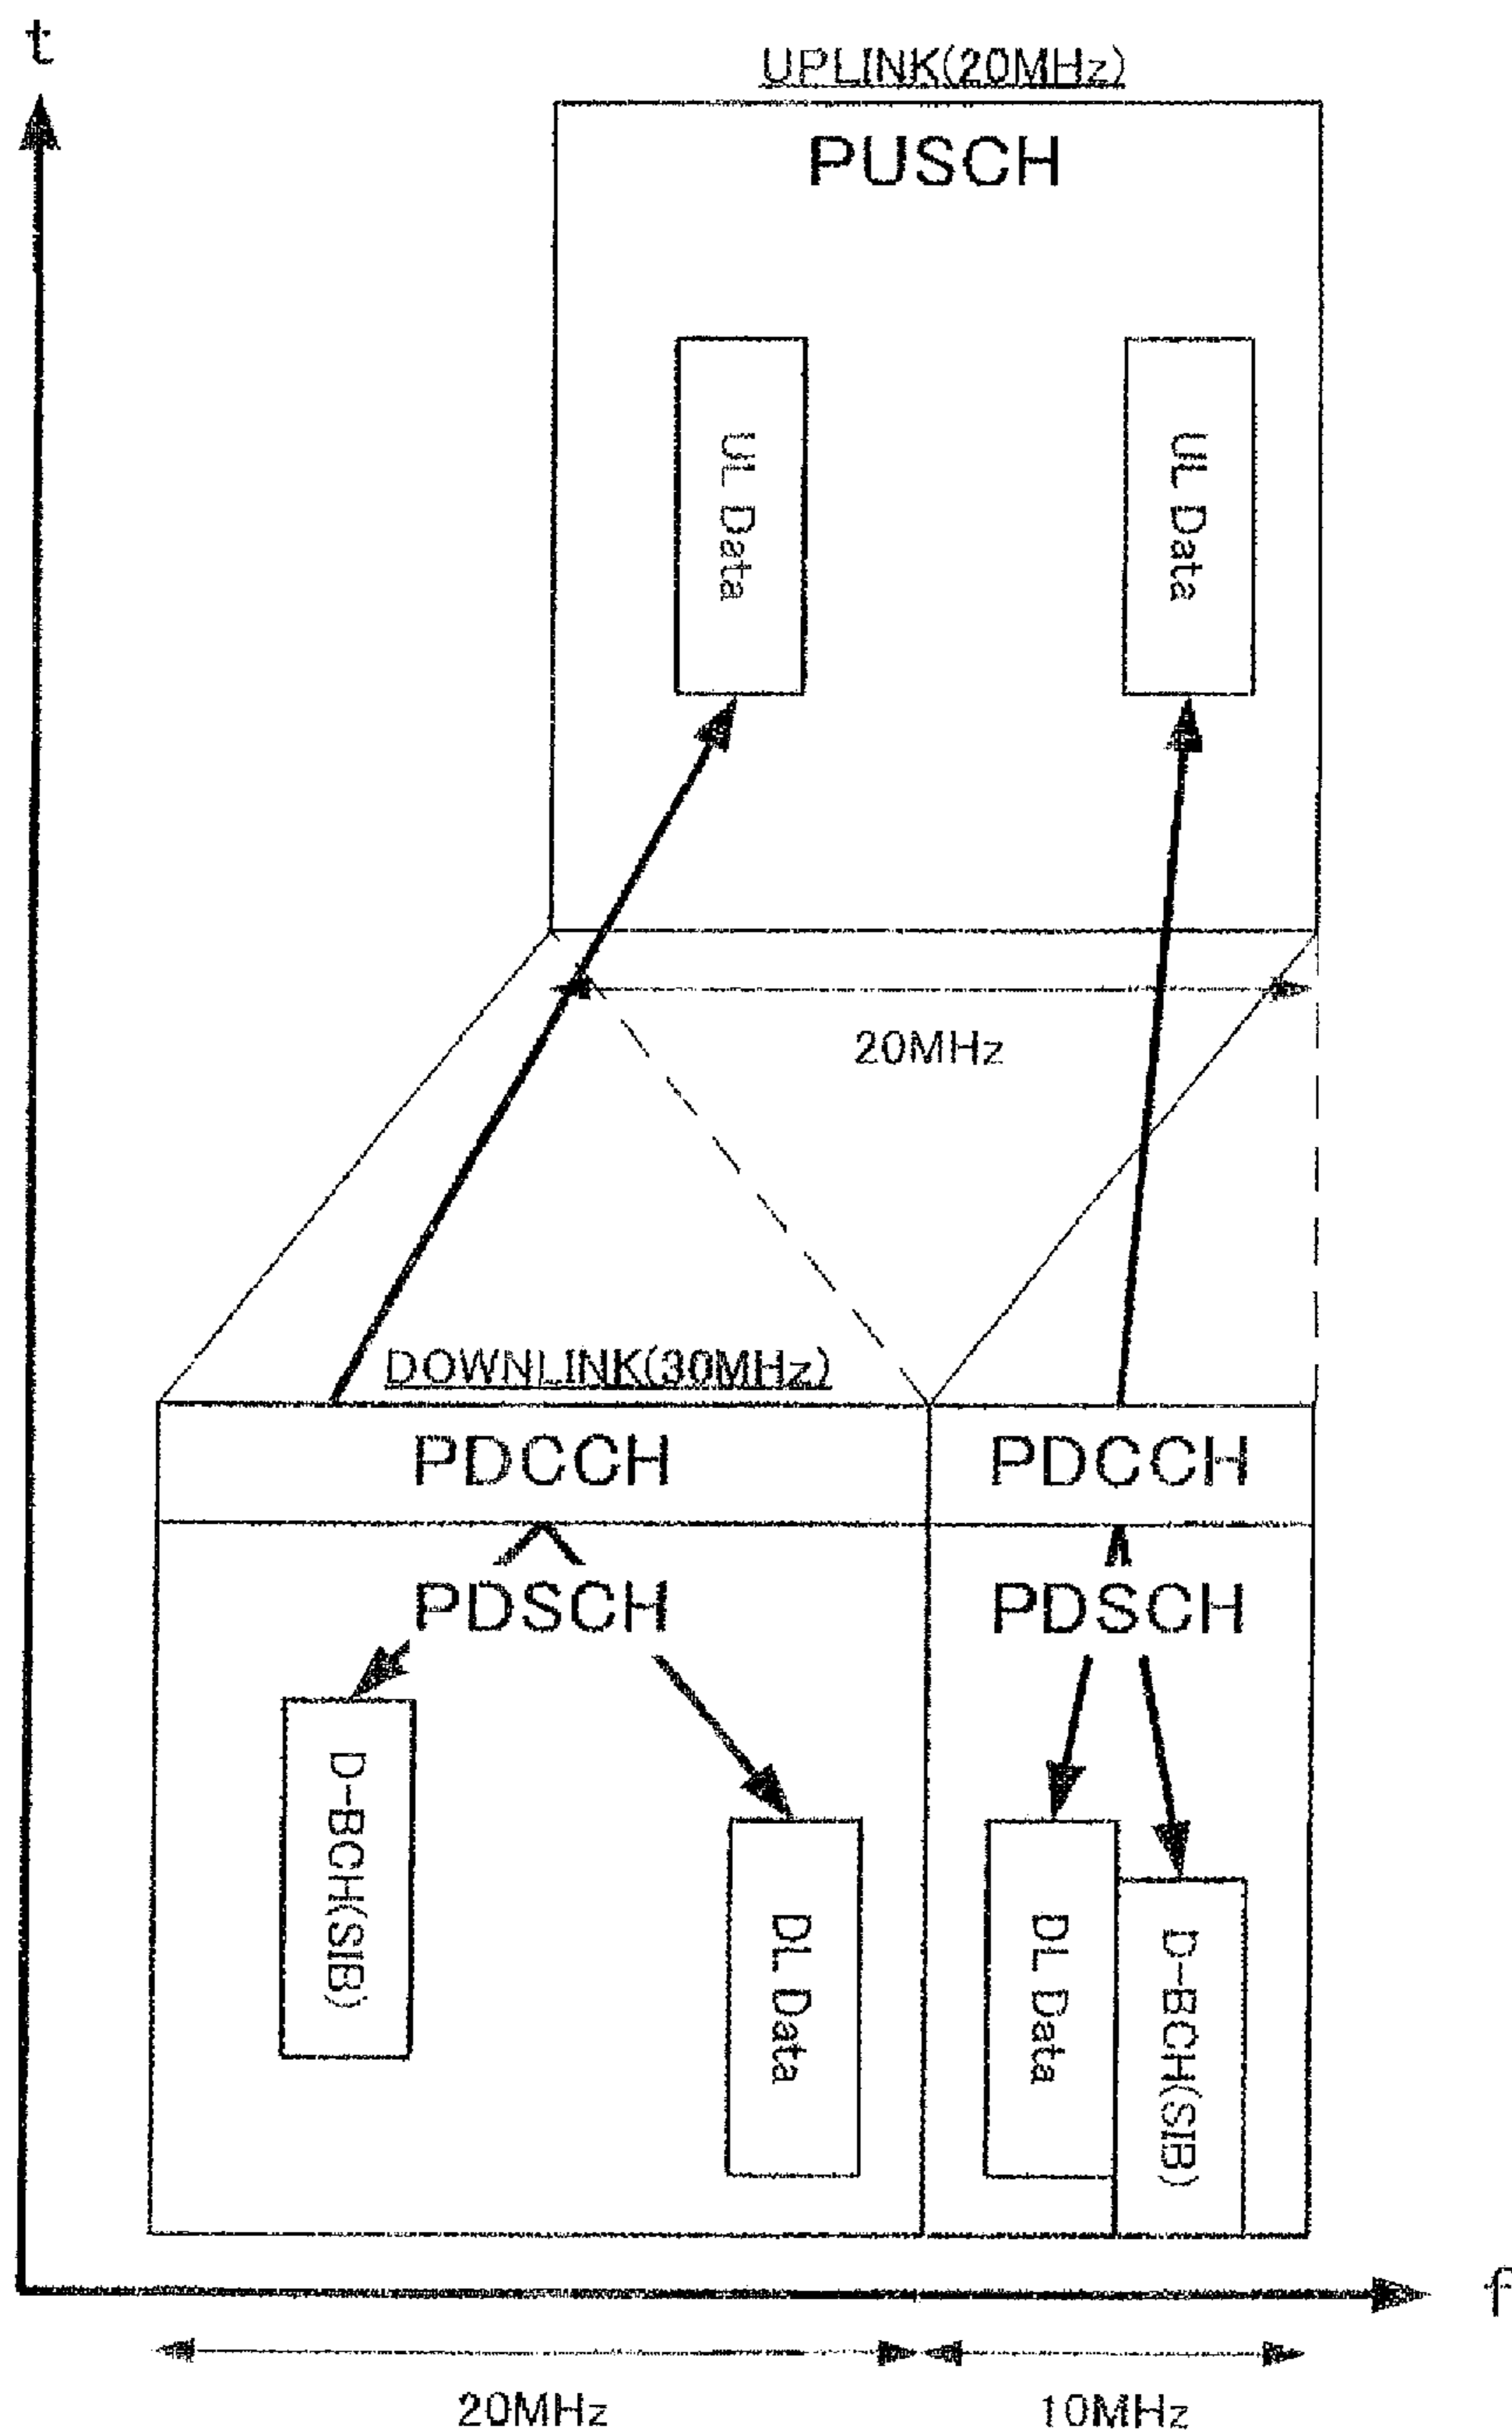 t
UPLINK(20MHz)
PUSCH
UL Data
UL Data
20MHz
DOWNLINK(30MHz)
PDCCH
PDCCH
PDSCH
PDSCH
D-BCH(SIB)
DL Data
DL Data
D-BCH(SIB)
f
20MHz
10MHz